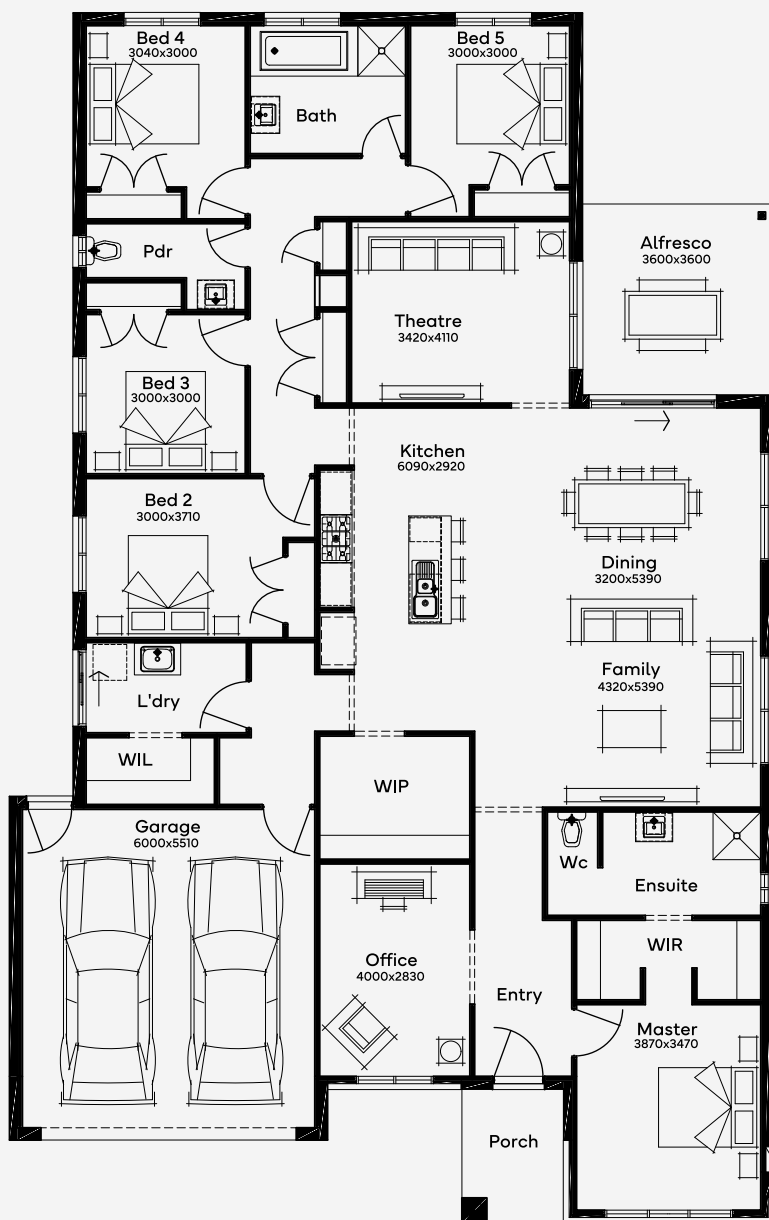 Bed 4
3040x3000
Bath
Bed 5
3000x3000
Pdr
Alfresco
3600x3600
Theatre
3420x4110
Bed 3
3000x3000
Kitchen
6090x2920
Bed 2
3000x3710
Dining
3200x5390
Family
4320x5390
L'dry
WIL
WIP
Garage
6000x5510
Wc
Ensuite
Office
4000x2830
WIR
Entry
Master
3870x3470
Porch